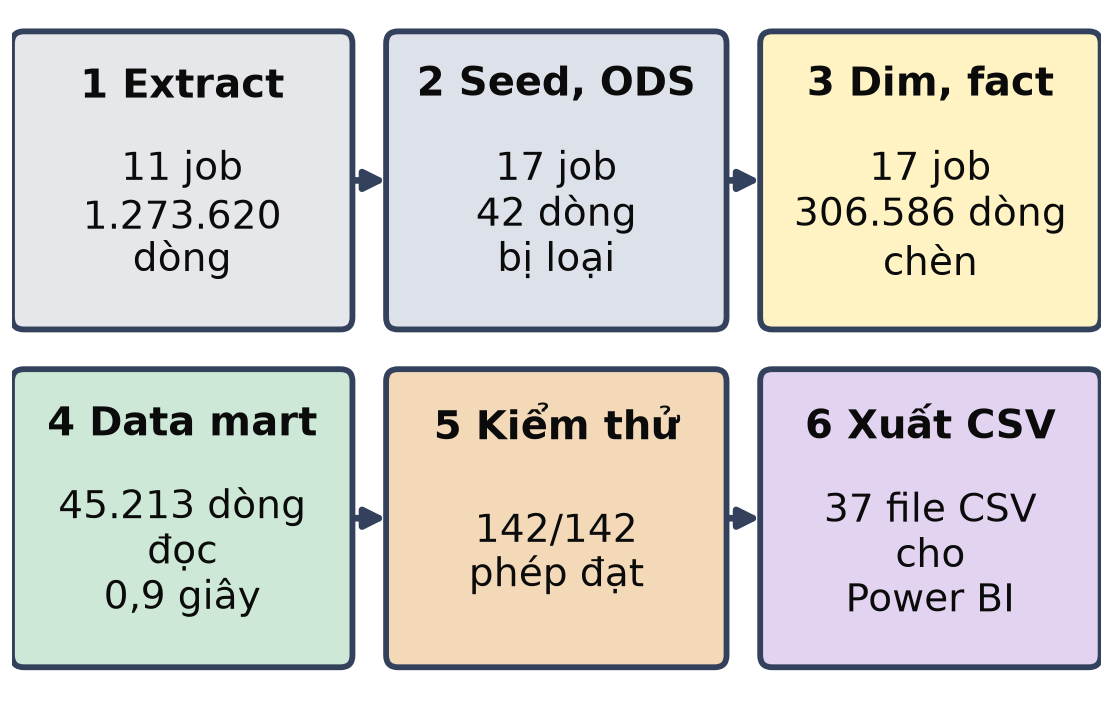 1 Extract
11 job
1.273.620
dòng
2 Seed, ODS
17 job
42 dòng
bị loại
3 Dim, fact
17 job
306.586 dòng
chèn
4 Data mart
45.213 dòng
đọc
0,9 giây
5 Kiểm thử
142/142
phép đạt
6 Xuất CSV
37 file CSV
cho
Power BI